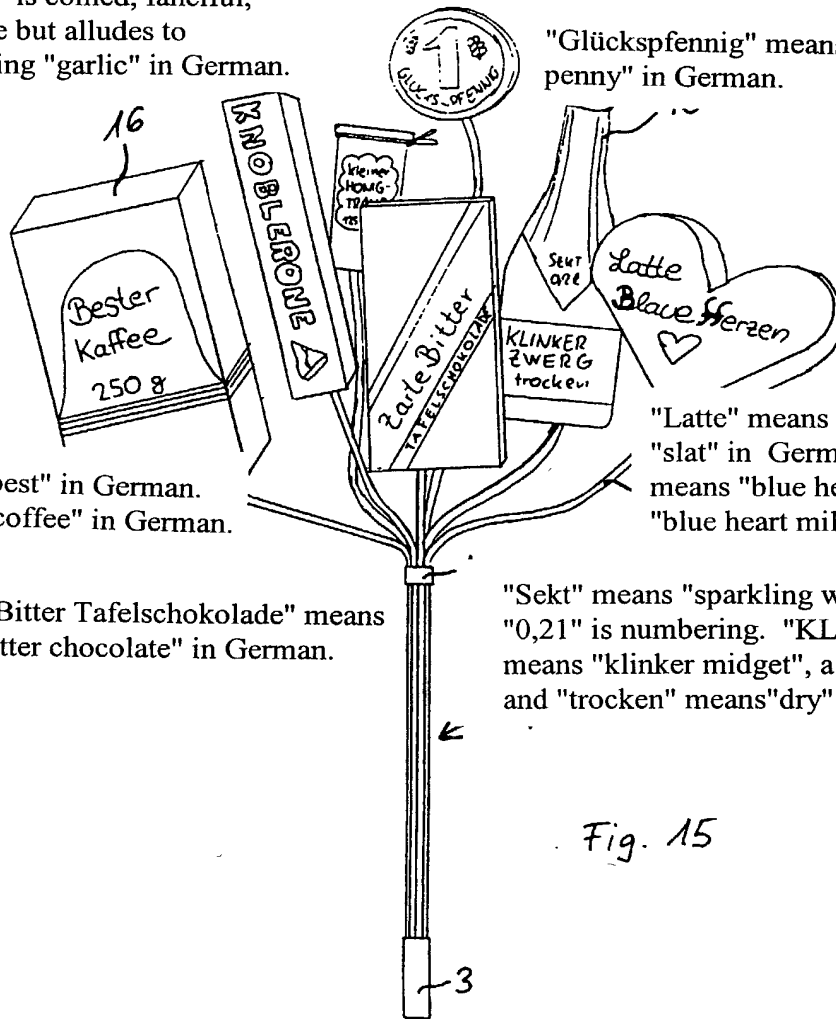 " is coined, fanciful,
e but alludes to
ing "garlic" in German.
1
GLÜCKS-PFENNIG
"Glückspfennig" means
penny" in German.
16
KNOBLERONE
kleiner
HONIG-
Bester
Kaffee
250 g
Zarte Bitter
TAFELSCHOKOLADE
SEKT
0,2l
KLINKER
ZWERG
trocken
Latte
Blaue Herzen
"Latte" means
"slat" in Germ
means "blue he
"blue heart mil
best" in German.
coffee" in German.
Bitter Tafelschokolade" means
tter chocolate" in German.
"Sekt" means "sparkling w
"0,21" is numbering. "KL
means "klinker midget", a
and "trocken" means"dry"
Fig. 15
3